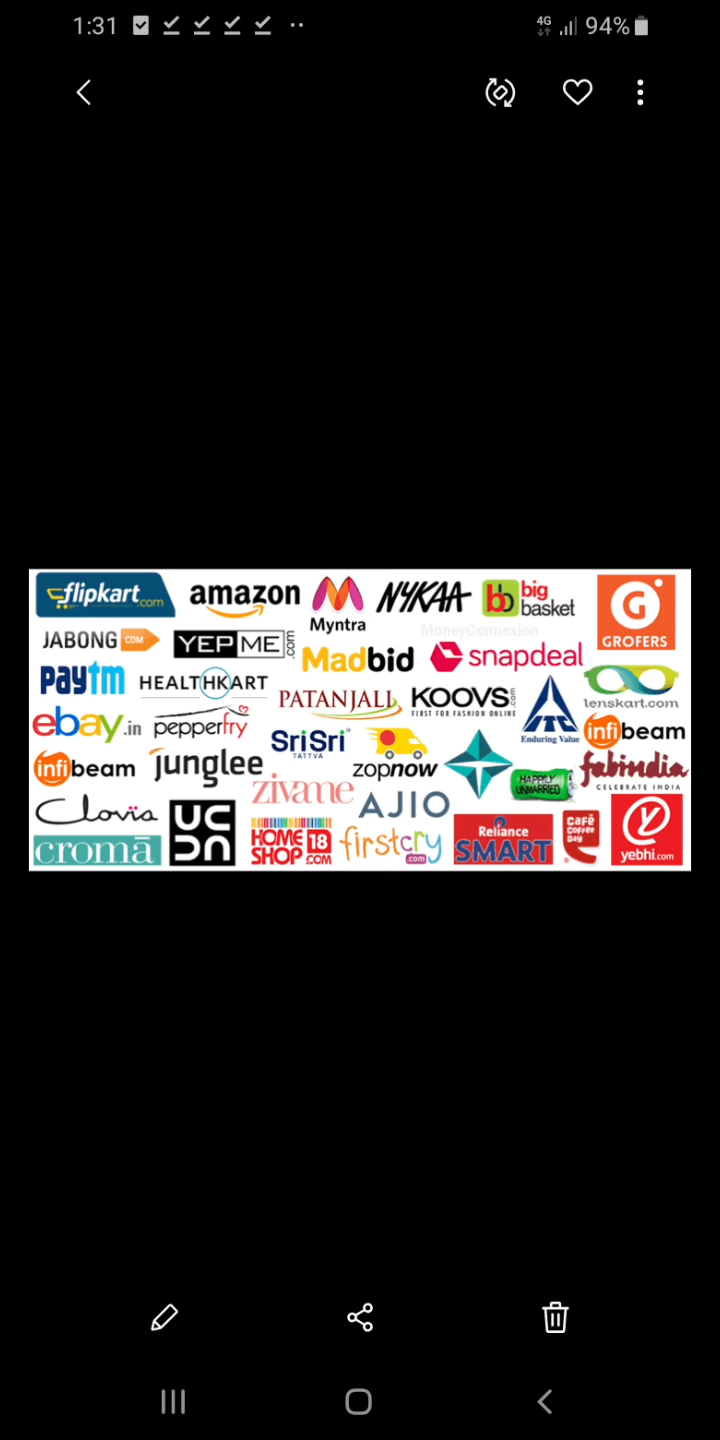 1:31
4G 94%
flipkart.com
amazon
Myntra
NYKAA
big
basket
G
GROFERS
MoneyConnexion
JABONG COM
YEPME.com
Madbid
snapdeal
paytm
HEALTHKART
PATANJALI
KOOVS.com
FIRST FOR FASHION ONLINE
ITC
Enduring Value
lenskart.com
ebay.in
pepperfry
SriSri
TATTVA
zopnow
infibeam
infibeam
junglee
zivame
AJIO
HAPPILY
UNMARRIED
fabindia
CELEBRATE INDIA
Clovia
cromā
HOME
SHOP 18
.COM
firstcry
.com
Reliance
SMART
Café
Coffee
Day
yebhi.com